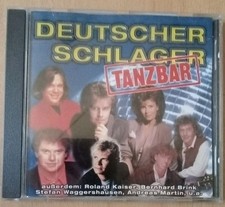 DEUTSCHER
SCHLAGER
TANZBAR
außerdem: Roland Kaiser, Bernhard Brink,
Stefan Waggershausen, Andreas Martin, u.a.